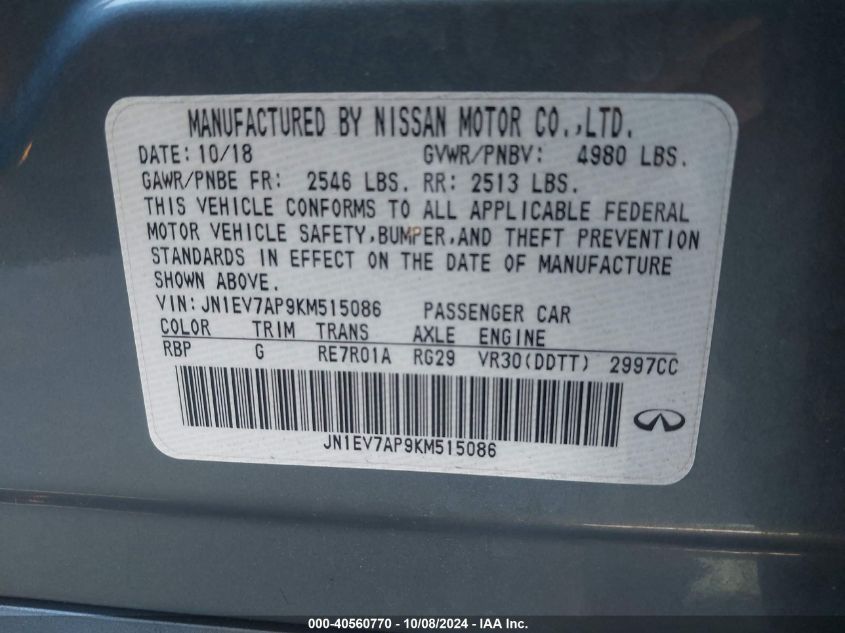 MANUFACTURED BY NISSAN MOTOR CO.,LTD.
DATE: 10/18 GVWR/PNBV: 4980 LBS.
GAWR/PNBE FR: 2546 LBS. RR: 2513 LBS.
THIS VEHICLE CONFORMS TO ALL APPLICABLE FEDERAL
MOTOR VEHICLE SAFETY,BUMPER,AND THEFT PREVENTION
STANDARDS IN EFFECT ON THE DATE OF MANUFACTURE
SHOWN ABOVE.
VIN: JN1EV7AP9KM515086 PASSENGER CAR
COLOR TRIM TRANS AXLE ENGINE
RBP G RE7R01A RG29 VR30(DDTT) 2997CC
JN1EV7AP9KM515086
000-40560770 - 10/08/2024 - IAA Inc.